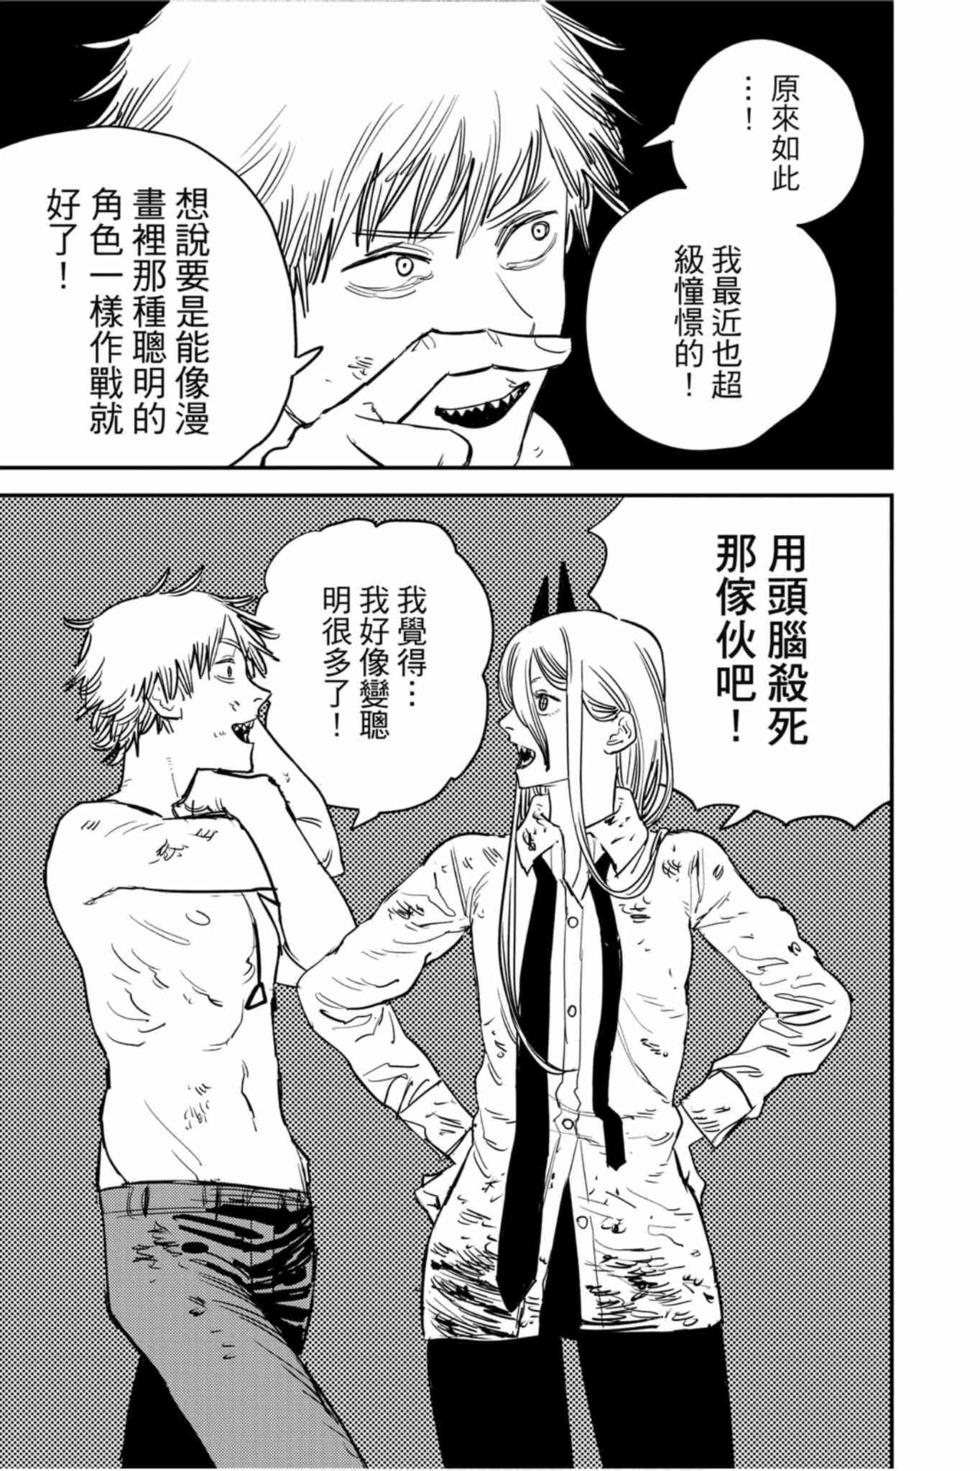 原來如此
…！
我最近也超
級憧憬的！
想說要是能像漫
畫裡那種聰明的
角色一樣作戰就
好了！
用頭腦殺死
那傢伙吧！
我覺得…
我好像變聰
明很多了！